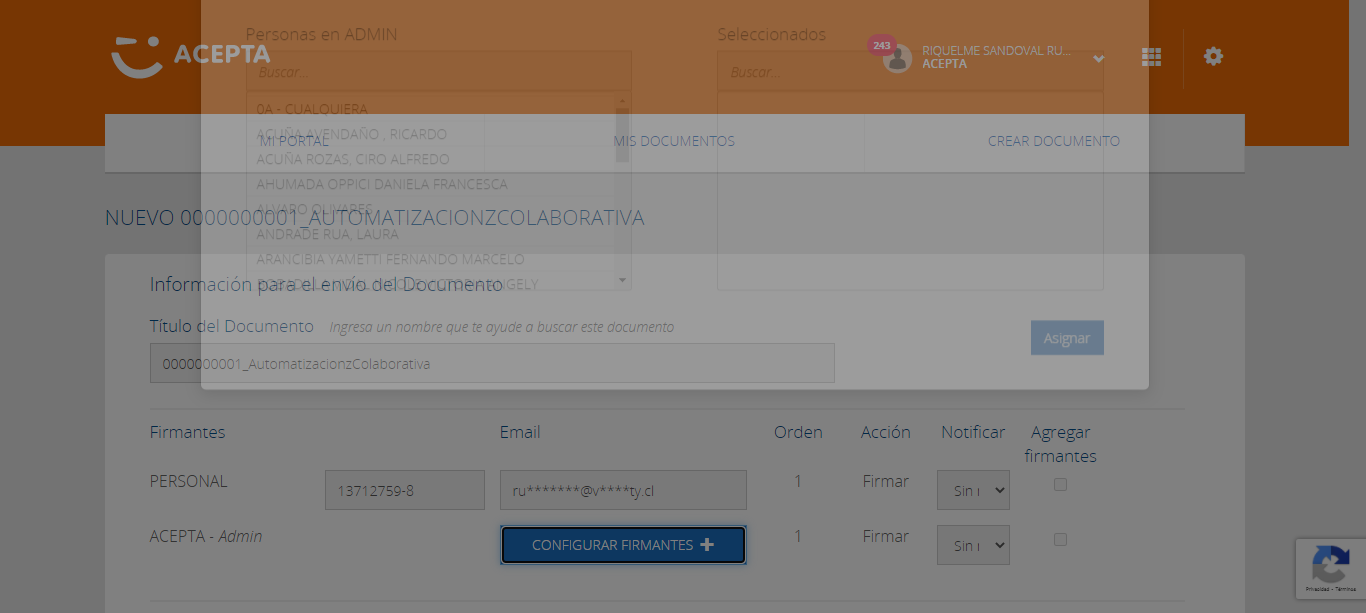 Personas en ADMIN
Seleccionados
Buscar...
Buscar...
ACEPTA
243
RIQUELME SANDOVAL RU...
ACEPTA
0A - CUALQUIERA
ACUÑA AVENDAÑO , RICARDO
ACUÑA ROZAS, CIRO ALFREDO
AHUMADA OPPICI DANIELA FRANCESCA
ALVARO OLIVARES
ANDRADE RUA, LAURA
ARANCIBIA YAMETTI FERNANDO MARCELO
MI PORTAL
MIS DOCUMENTOS
CREAR DOCUMENTO
NUEVO 0000000001_AUTOMATIZACIONZCOLABORATIVA
Información para el envío del Documento
Título del Documento Ingresa un nombre que te ayude a buscar este documento
0000000001_AutomatizacionzColaborativa
Asignar
Firmantes Email Orden Acción Notificar Agregar
firmantes
PERSONAL 13712759-8 ru*******@v****ty.cl 1 Firmar Sin
ACEPTA - Admin CONFIGURAR FIRMANTES 1 Firmar Sin
Privacidad - Términos